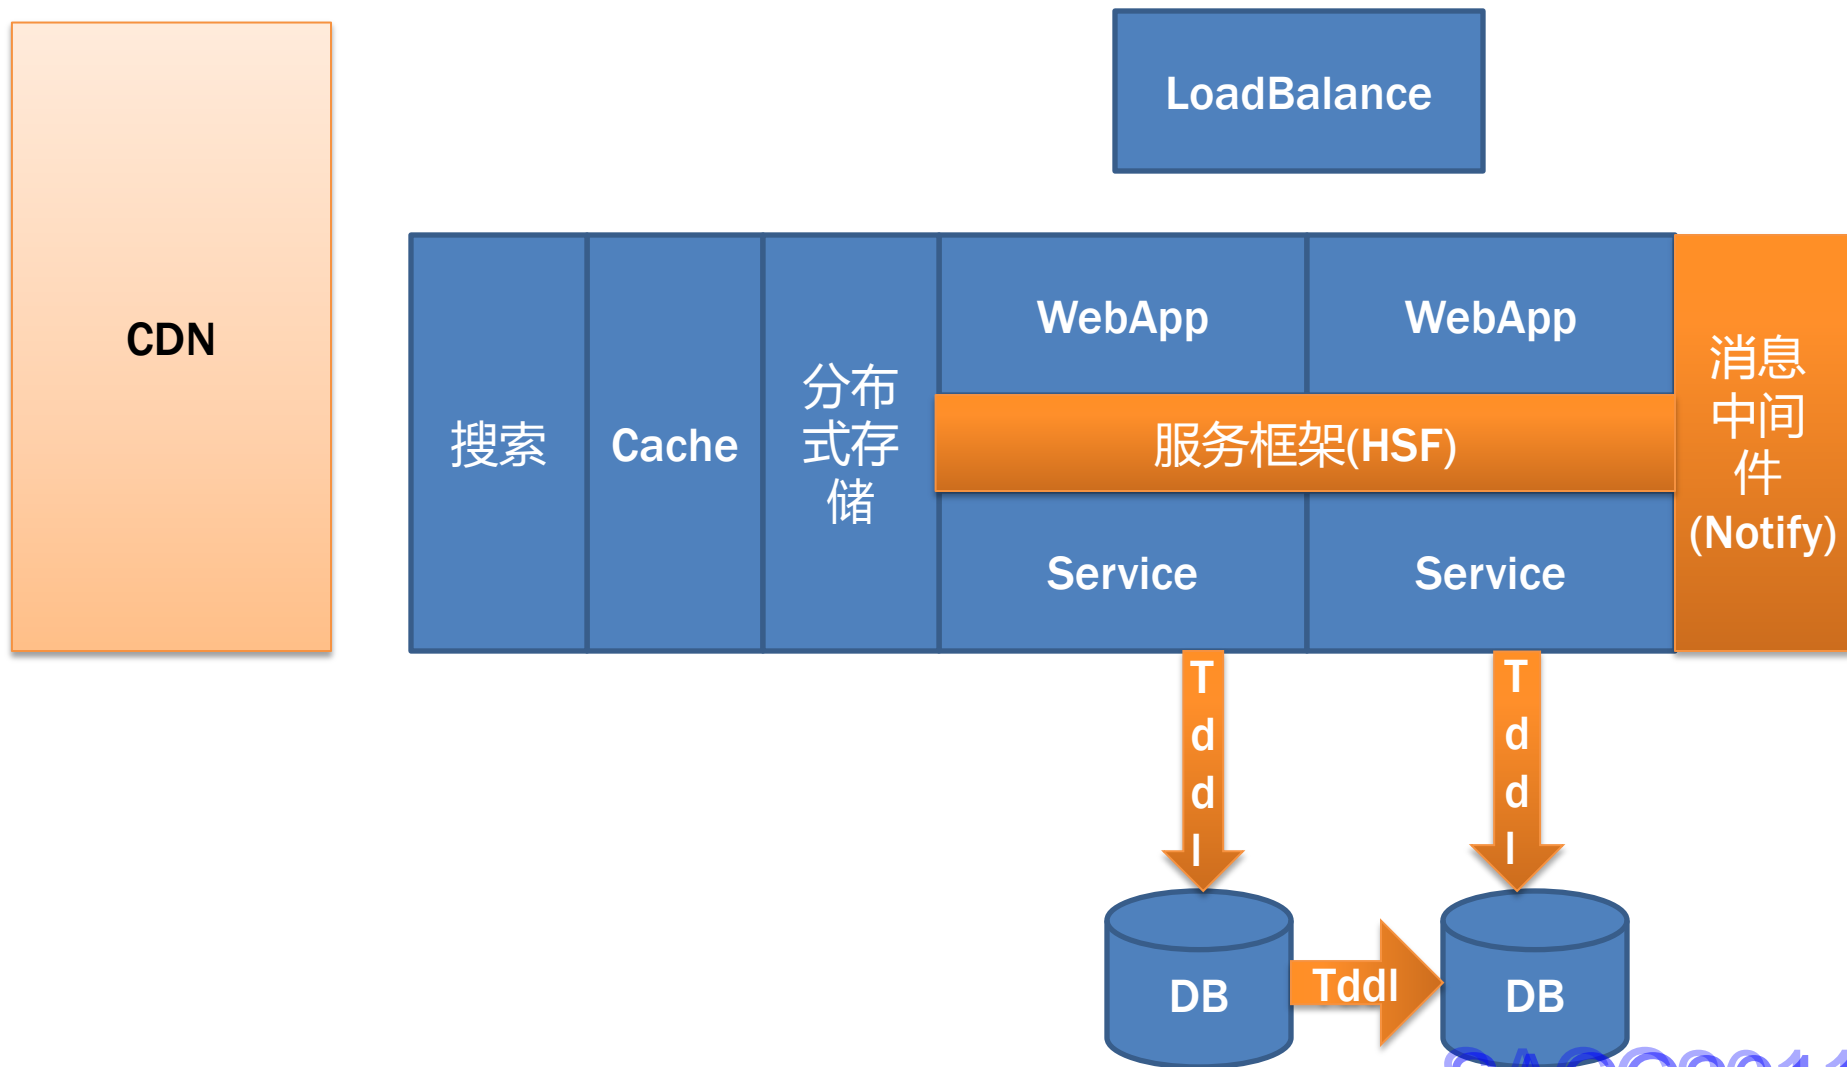 LoadBalance
CDN
搜索
Cache
分布
式存
储
WebApp
WebApp
服务框架(HSF)
Service
Service
消息
中间
件
(Notify)
T
d
d
l
T
d
d
l
DB
Tddl
DB